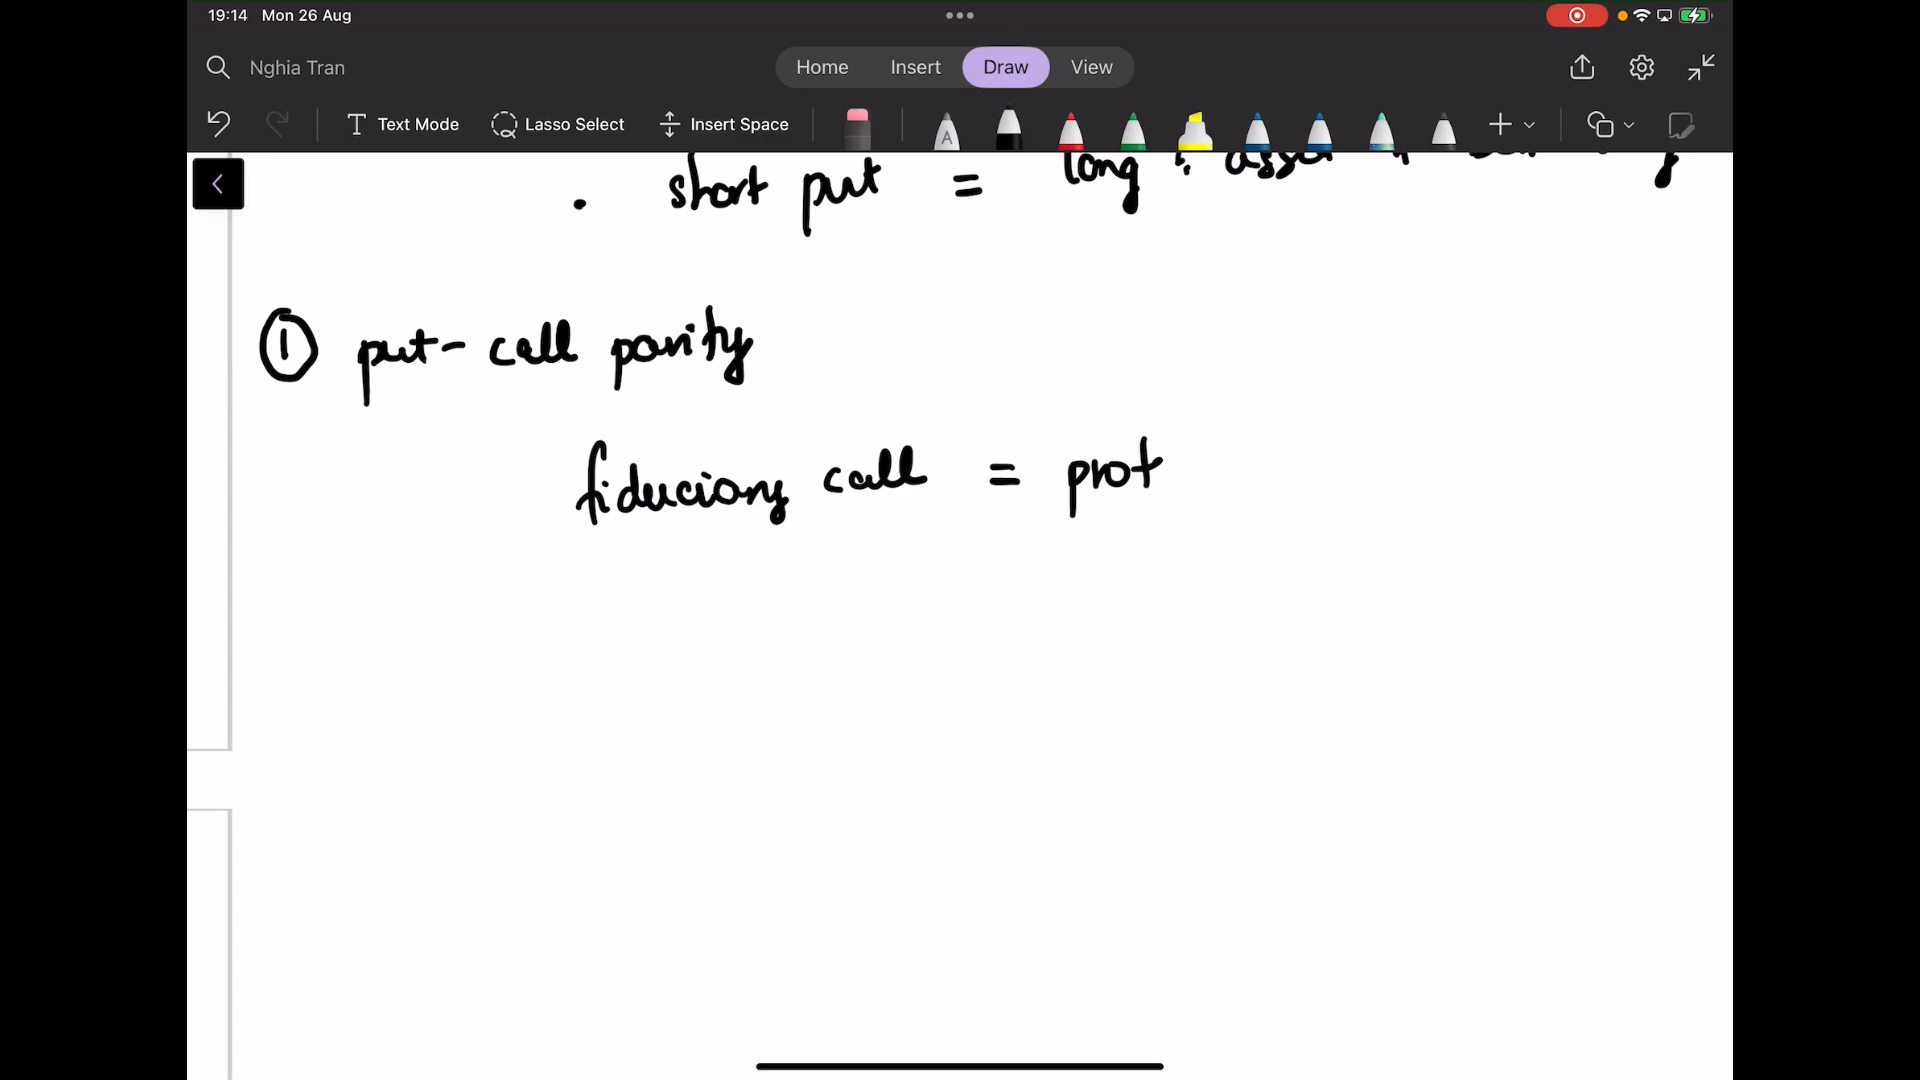 19:14 Mon 26 Aug
Nghia Tran Home Insert Draw View
Text Mode Lasso Select Insert Space A
. short put = long
① put-call parity
fiduciary call = prot